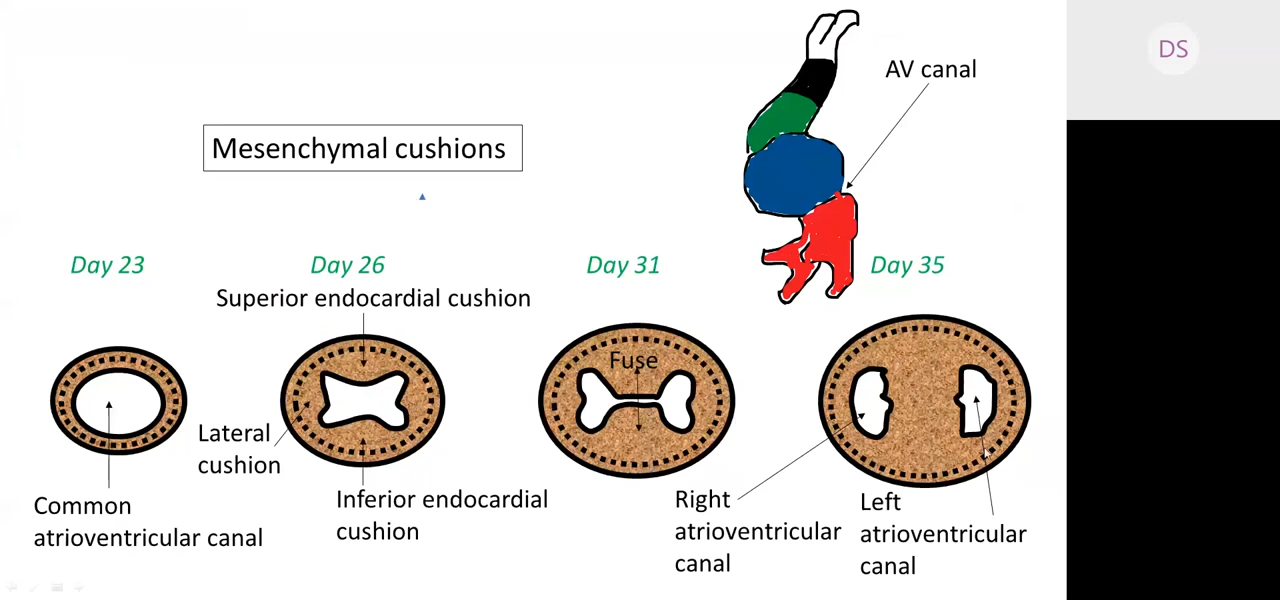 DS
AV canal
Mesenchymal cushions
Day 23
Day 26
Day 31
Day 35
Superior endocardial cushion
Fuse
Lateral
cushion
Common
atrioventricular canal
Inferior endocardial
cushion
Right
atrioventricular
canal
Left
atrioventricular
canal